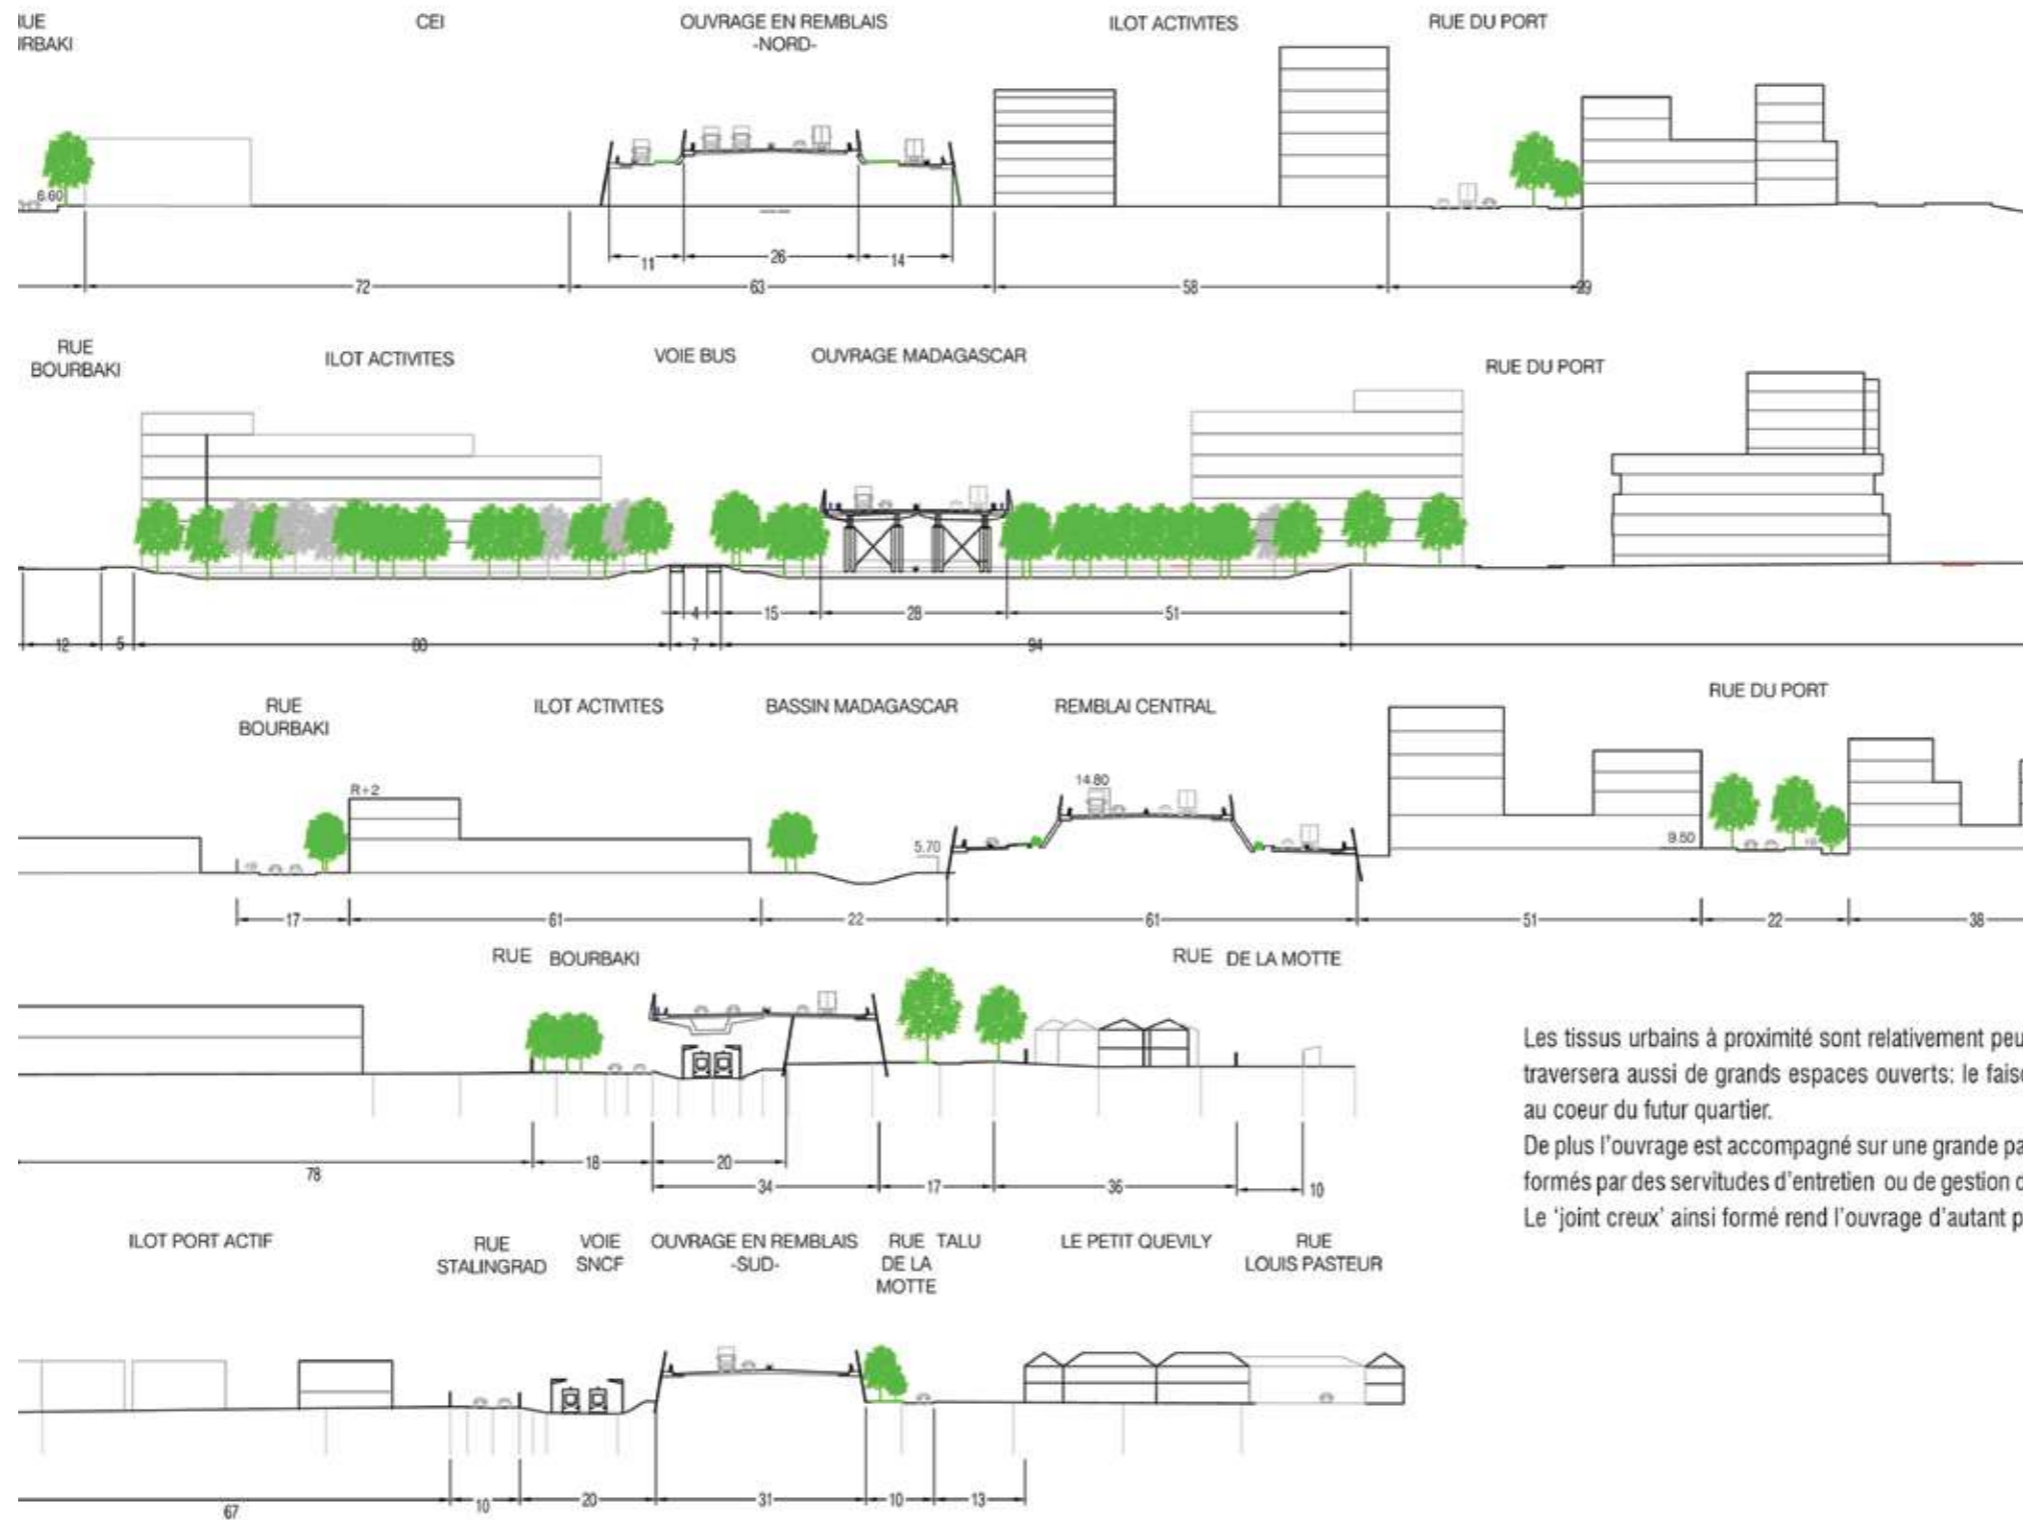 RUE CEI OUVRAGE EN REMBLAIS ILOT ACTIVITES RUE DU PORT
-NORD-
6.60
11 26 14
72 63 58 29
RUE ILOT ACTIVITES VOIE BUS OUVRAGE MADAGASCAR RUE DU PORT
BOURBAKI
4 15 28 51
12 5 80 7 94
RUE ILOT ACTIVITES BASSIN MADAGASCAR REMBLAI CENTRAL RUE DU PORT
BOURBAKI
R+2 14.80
5.70 9.50
17 61 22 61 51 22 38
RUE BOURBAKI RUE DE LA MOTTE
78 18 20
34 17 36 10
Les tissus urbains à proximité sont relativement peu
traversera aussi de grands espaces ouverts: le
au coeur du futur quartier.
De plus l'ouvrage est accompagné sur une grande
formés par des servitudes d'entretien ou de gestion
Le 'joint creux' ainsi formé rend l'ouvrage d'autant
ILOT PORT ACTIF RUE VOIE OUVRAGE EN REMBLAIS RUE TALU LE PETIT QUEVILY RUE
STALINGRAD SNCF -SUD- DE LA LOUIS PASTEUR
MOTTE
67 10 20 31 10 13